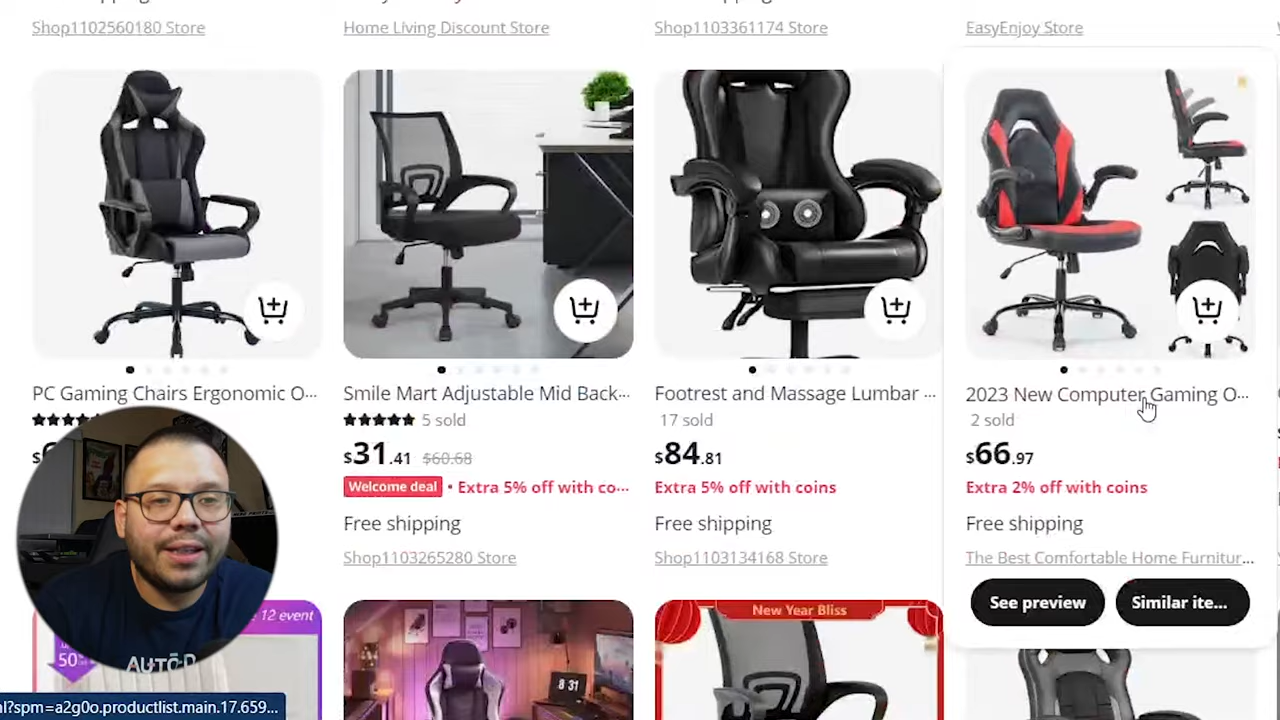 Shop1102560180 Store
Home Living Discount Store
Shop1103361174 Store
EasyEnjoy Store
PC Gaming Chairs Ergonomic O...
Smile Mart Adjustable Mid Back...
Footrest and Massage Lumbar ...
2023 New Computer Gaming O...
5 sold
17 sold
2 sold
$
$31.41 $60.68
$84.81
$66.97
Welcome deal • Extra 5% off with co...
Extra 5% off with coins
Extra 2% off with coins
Free shipping
Free shipping
Free shipping
Shop1103265280 Store
Shop1103134168 Store
The Best Comfortable Home Furnitur...
See preview
Similar ite...
12 event
50
New Year Bliss
8 31
AUTOD
l?spm=a2g0o.productlist.main.17.659...